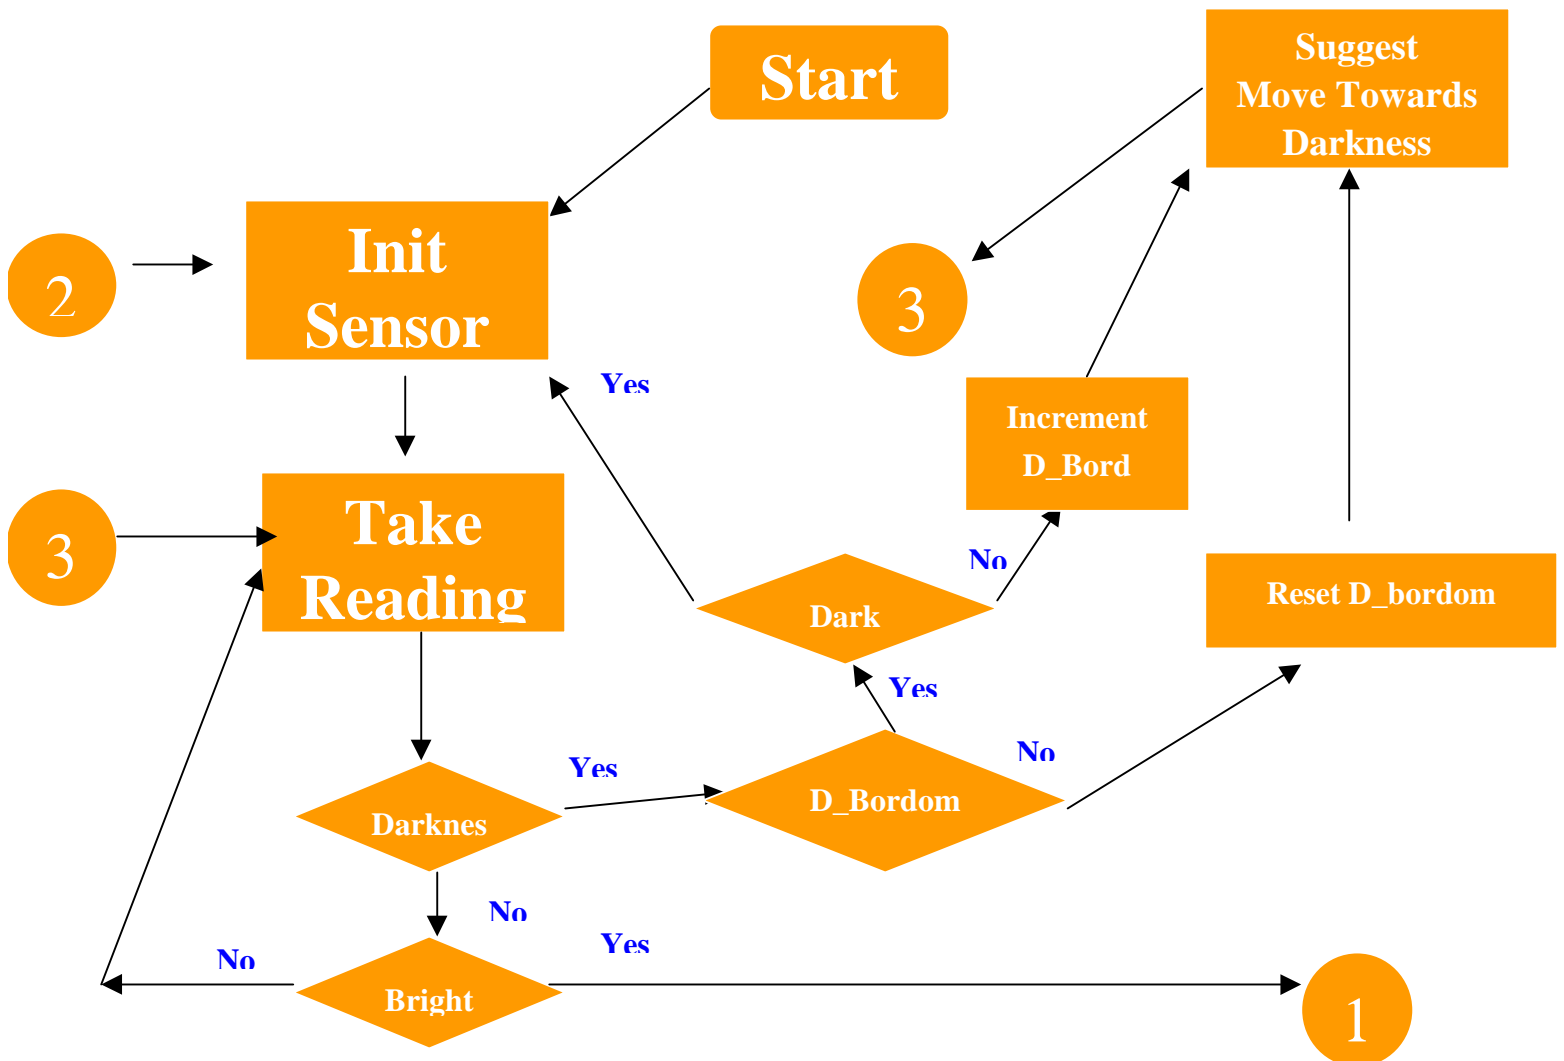 Start
Suggest
Move Towards
Darkness
2
Init
Sensor
3
Yes
Increment
D_Bord
3
Take
Reading
No
Dark
Reset D_bordom
Yes
No
Yes
D_Bordom
Darknes
No
Yes
No
Bright
1